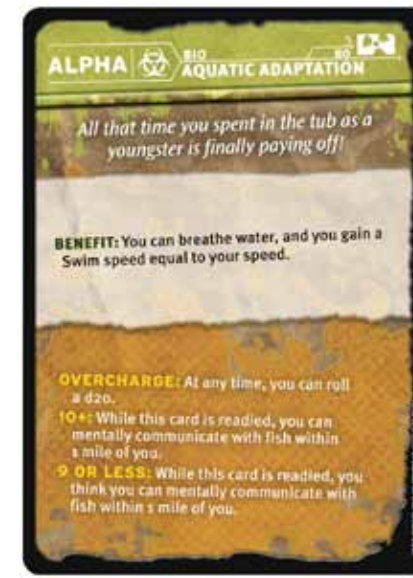 ALPHA BIO
AQUATIC ADAPTATION
All that time you spent in the tub as a
youngster is finally paying off!
BENEFIT: You can breathe water, and you gain a
Swim speed equal to your speed.
OVERCHARGE: At any time, you can roll
a d20.
10+: While this card is readied, you can
mentally communicate with fish within
1 mile of you.
9 OR LESS: While this card is readied, you
think you can mentally communicate with
fish within 1 mile of you.